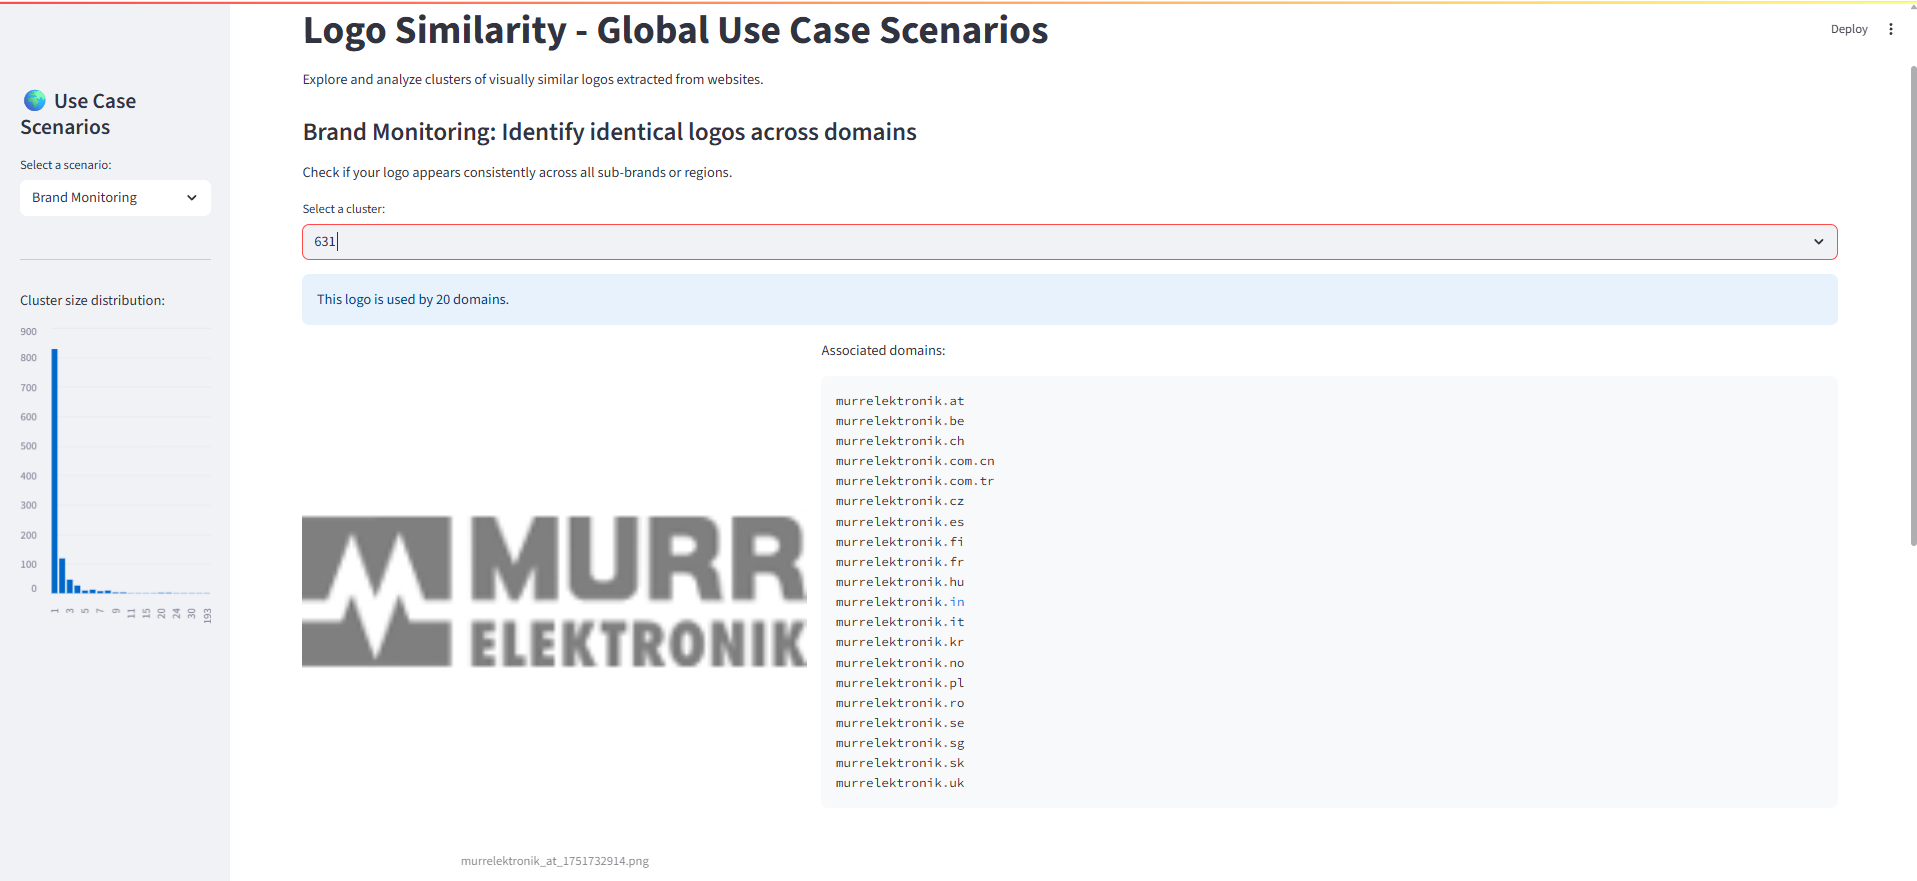 Logo Similarity - Global Use Case Scenarios
Deploy
Explore and analyze clusters of visually similar logos extracted from websites.
🌍 Use Case
Scenarios
Select a scenario:
Brand Monitoring
Cluster size distribution:
900
800
700
600
500
400
300
200
100
0
1
3
5
7
9
11
15
20
24
30
193
Brand Monitoring: Identify identical logos across domains
Check if your logo appears consistently across all sub-brands or regions.
Select a cluster:
631
This logo is used by 20 domains.
MURR
ELEKTRONIK
murrelektronik_at_1751732914.png
Associated domains:
murrelektronik.at
murrelektronik.be
murrelektronik.ch
murrelektronik.com.cn
murrelektronik.com.tr
murrelektronik.cz
murrelektronik.es
murrelektronik.fi
murrelektronik.fr
murrelektronik.hu
murrelektronik.in
murrelektronik.it
murrelektronik.kr
murrelektronik.no
murrelektronik.pl
murrelektronik.ro
murrelektronik.se
murrelektronik.sg
murrelektronik.sk
murrelektronik.uk